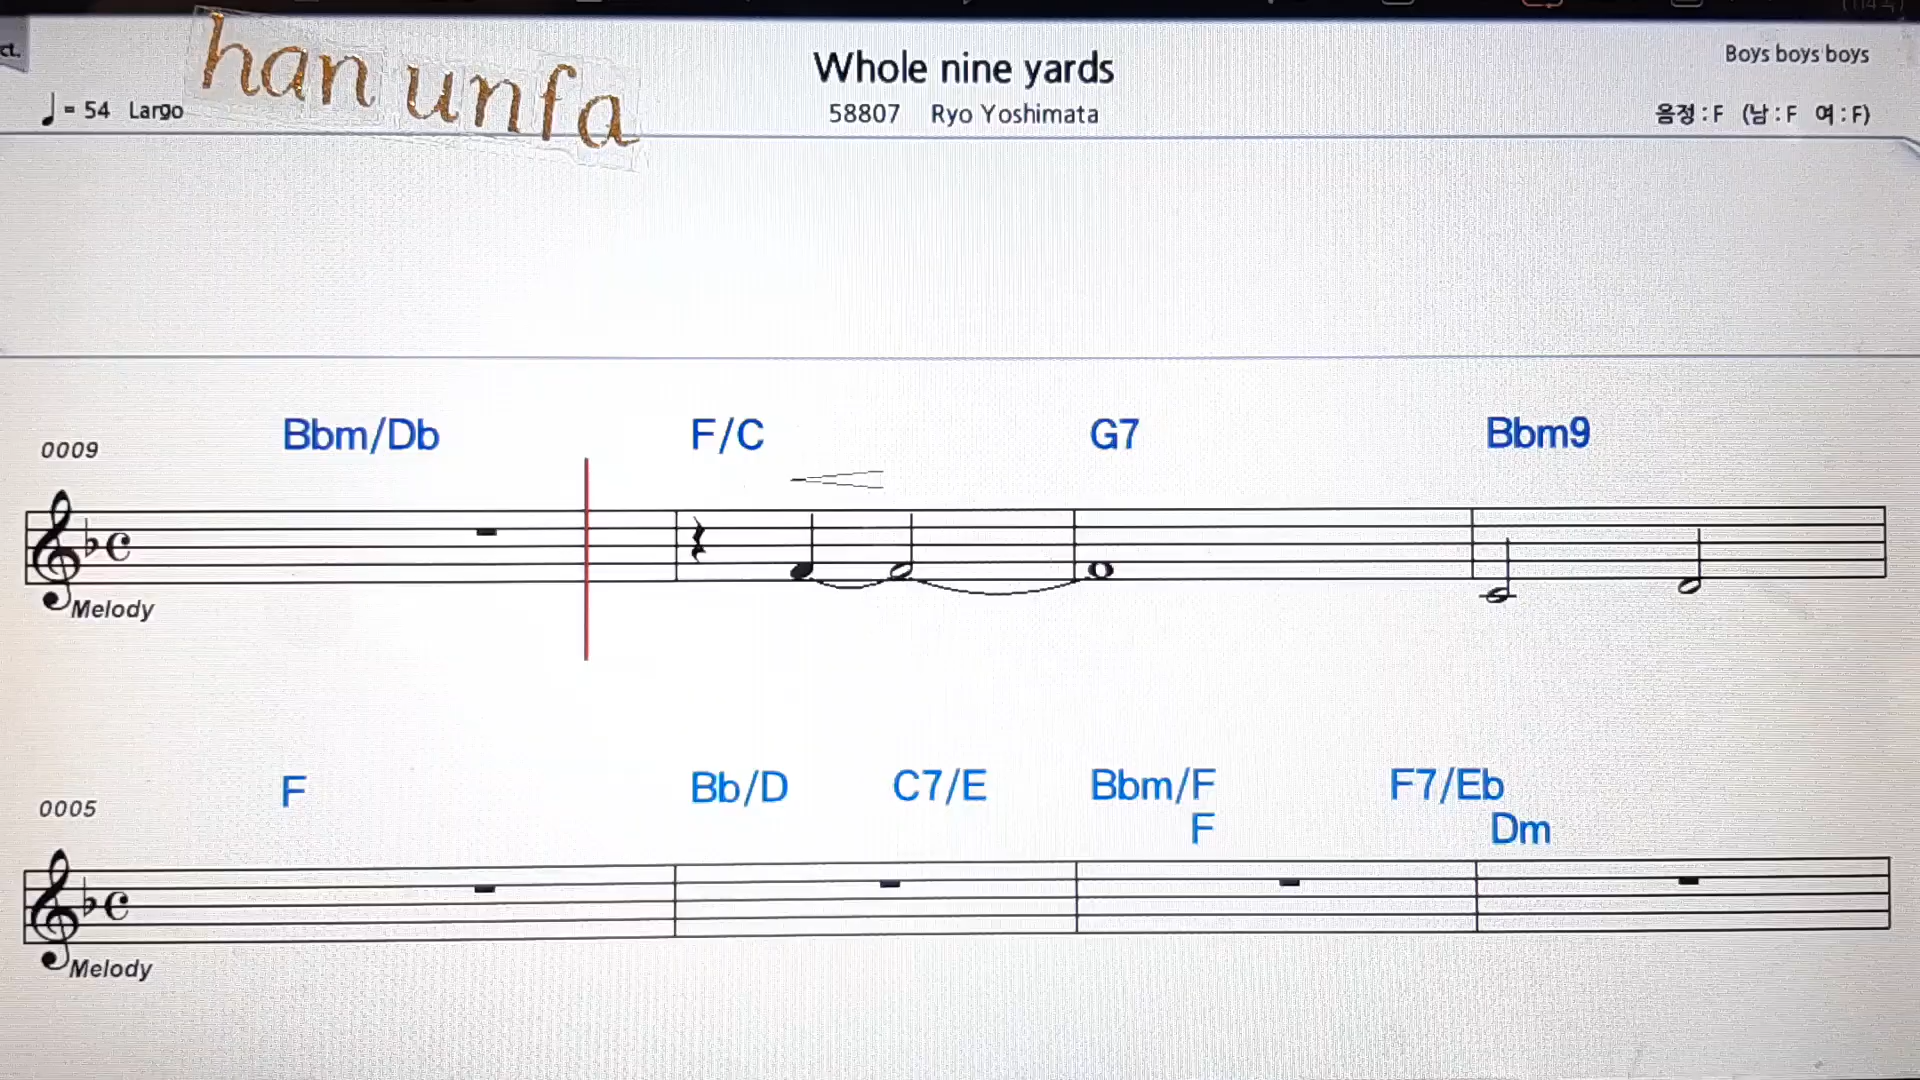 ct.
han unfa
Whole nine yards
Boys boys boys
♩ = 54 Largo
58807 Ryo Yoshimata
음정 : F (남 : F 여 : F)
0009 Bbm/Db F/C G7 Bbm9
Melody
0005 F Bb/D C7/E Bbm/F F7/Eb
F Dm
Melody